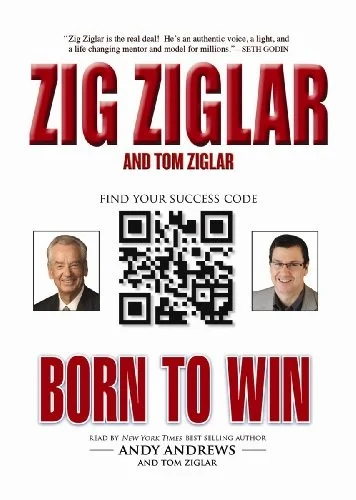 "Zig Ziglar is the real deal! He's an authentic voice, a light, and
a life changing mentor and model for millions." SETH GODIN
ZIG ZIGLAR
AND TOM ZIGLAR
FIND YOUR SUCCESS CODE
BORN TO WIN
READ BY New York Times BEST SELLING AUTHOR
ANDY ANDREWS
AND TOM ZIGLAR